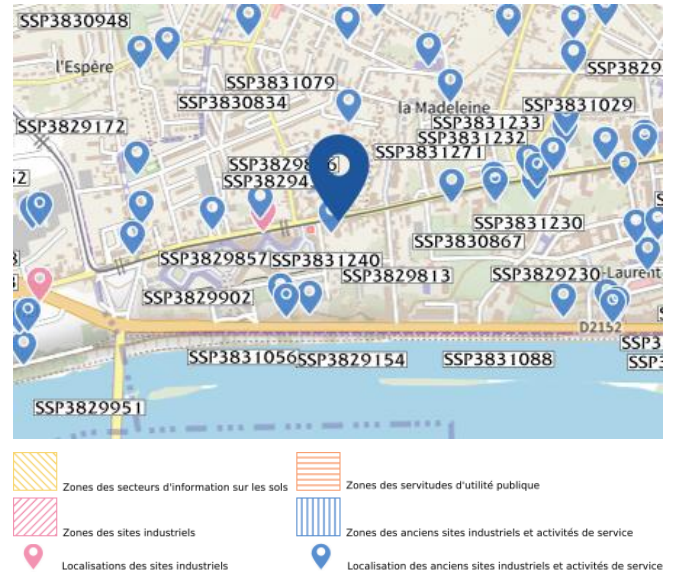 SSP3830948
l'Espère
SSP3829
SSP3831079
SSP3830834
la Madeleine
SSP3831029
SSP3829172
SSP3831233
SSP3831232
SSP3831271
SSP3831230
SSP3830867
SSP3829857
SSP3831240
SSP3829813
SSP3829230
-Laurent
SSP3829902
D2152
SSP3831056
SSP3829154
SSP3831088
SSP3829951
Zones des secteurs d'information sur les sols
Zones des servitudes d'utilité publique
Zones des sites industriels
Zones des anciens sites industriels et activités de service
Localisations des sites industriels
Localisation des anciens sites industriels et activités de service